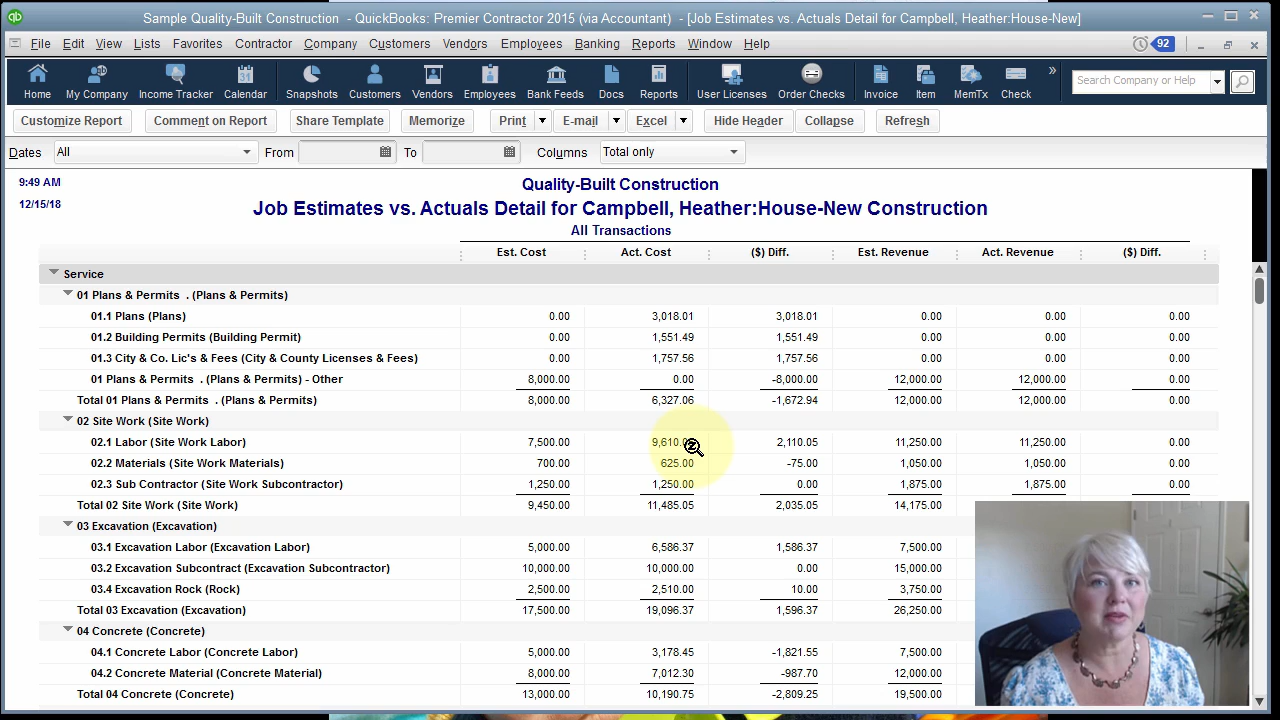 Sample Quality-Built Construction - QuickBooks: Premier Contractor 2015 (via Accountant) - [Job Estimates vs. Actuals Detail for Campbell, Heather:House-New]
File Edit View Lists Favorites Contractor Company Customers Vendors Employees Banking Reports Window Help 92
Home My Company Income Tracker Calendar Snapshots Customers Vendors Employees Bank Feeds Docs Reports User Licenses Order Checks Invoice Item MemTx Check » Search Company or Help
Customize Report Comment on Report Share Template Memorize Print E-mail Excel Hide Header Collapse Refresh
Dates All From To Columns Total only
9:49 AM Quality-Built Construction
12/15/18 Job Estimates vs. Actuals Detail for Campbell, Heather:House-New Construction
All Transactions
Est. Cost Act. Cost ($) Diff. Est. Revenue Act. Revenue ($) Diff.
Service
01 Plans & Permits . (Plans & Permits)
01.1 Plans (Plans) 0.00 3,018.01 3,018.01 0.00 0.00 0.00
01.2 Building Permits (Building Permit) 0.00 1,551.49 1,551.49 0.00 0.00 0.00
01.3 City & Co. Lic's & Fees (City & County Licenses & Fees) 0.00 1,757.56 1,757.56 0.00 0.00 0.00
01 Plans & Permits . (Plans & Permits) - Other 8,000.00 0.00 -8,000.00 12,000.00 12,000.00 0.00
Total 01 Plans & Permits . (Plans & Permits) 8,000.00 6,327.06 -1,672.94 12,000.00 12,000.00 0.00
02 Site Work (Site Work)
02.1 Labor (Site Work Labor) 7,500.00 2,110.05 11,250.00 11,250.00 0.00
02.2 Materials (Site Work Materials) 700.00 625.00 -75.00 1,050.00 1,050.00 0.00
02.3 Sub Contractor (Site Work Subcontractor) 1,250.00 1,250.00 0.00 1,875.00 1,875.00 0.00
Total 02 Site Work (Site Work) 9,450.00 11,485.05 2,035.05 14,175.00
03 Excavation (Excavation)
03.1 Excavation Labor (Excavation Labor) 5,000.00 6,586.37 1,586.37 7,500.00
03.2 Excavation Subcontract (Excavation Subcontractor) 10,000.00 10,000.00 0.00 15,000.00
03.4 Excavation Rock (Rock) 2,500.00 2,510.00 10.00 3,750.00
Total 03 Excavation (Excavation) 17,500.00 19,096.37 1,596.37 26,250.00
04 Concrete (Concrete)
04.1 Concrete Labor (Concrete Labor) 5,000.00 3,178.45 -1,821.55 7,500.00
04.2 Concrete Material (Concrete Material) 8,000.00 7,012.30 -987.70 12,000.00
Total 04 Concrete (Concrete) 13,000.00 10,190.75 -2,809.25 19,500.00